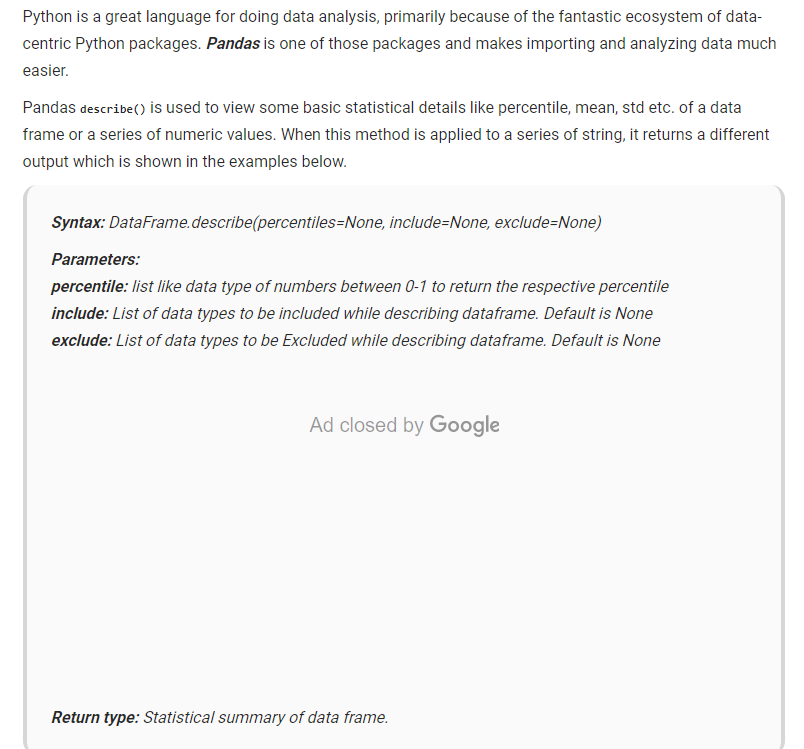 Python is a great language for doing data analysis, primarily because of the fantastic ecosystem of data-
centric Python packages. Pandas is one of those packages and makes importing and analyzing data much
easier.
Pandas describe() is used to view some basic statistical details like percentile, mean, std etc. of a data
frame or a series of numeric values. When this method is applied to a series of string, it returns a different
output which is shown in the examples below.
Syntax: DataFrame.describe(percentiles=None, include=None, exclude=None)
Parameters:
percentile: list like data type of numbers between 0-1 to return the respective percentile
include: List of data types to be included while describing dataframe. Default is None
exclude: List of data types to be Excluded while describing dataframe. Default is None
Ad closed by Google
Return type: Statistical summary of data frame.